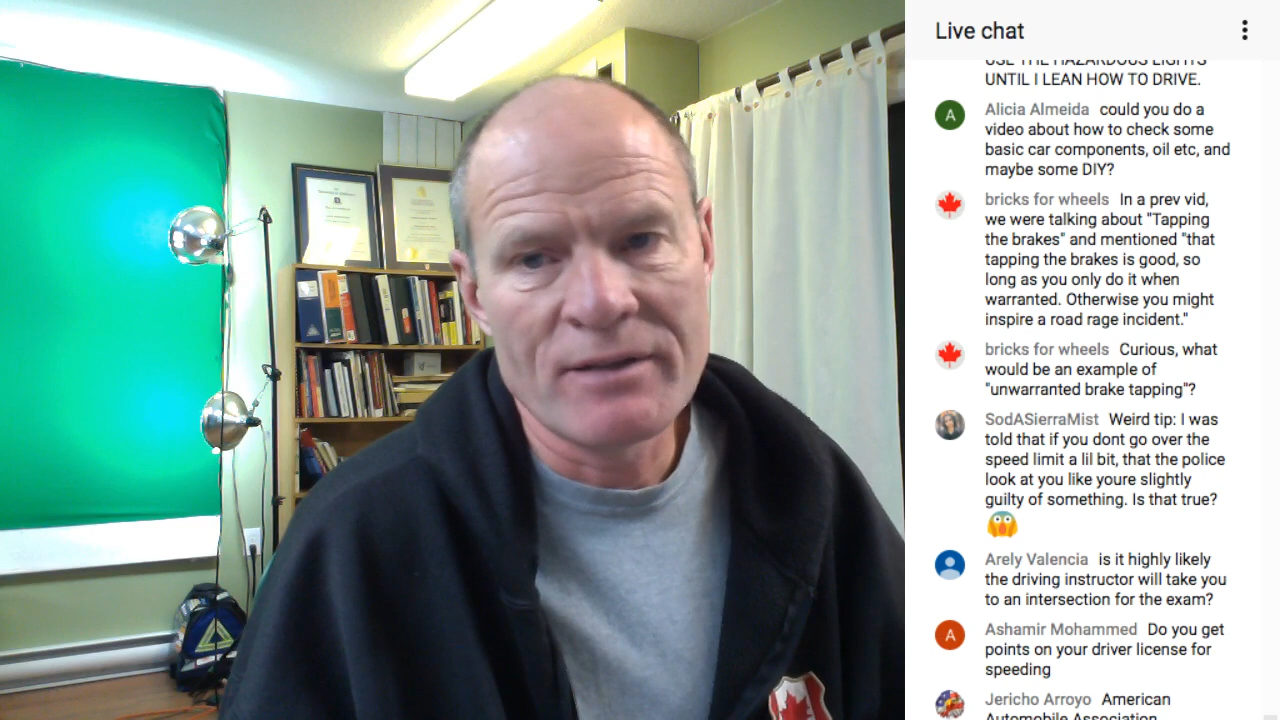 Live chat
USE THE HAZARDOUS LIGHTS
UNTIL I LEAN HOW TO DRIVE.
Alicia Almeida could you do a
video about how to check some
basic car components, oil etc, and
maybe some DIY?
bricks for wheels In a prev vid,
we were talking about "Tapping
the brakes" and mentioned "that
tapping the brakes is good, so
long as you only do it when
warranted. Otherwise you might
inspire a road rage incident."
bricks for wheels Curious, what
would be an example of
"unwarranted brake tapping"?
SodASierraMist Weird tip: I was
told that if you dont go over the
speed limit a lil bit, that the police
look at you like youre slightly
guilty of something. Is that true?
Arely Valencia is it highly likely
the driving instructor will take you
to an intersection for the exam?
Ashamir Mohammed Do you get
points on your driver license for
speeding
Jericho Arroyo American
Automobile Association
A
A